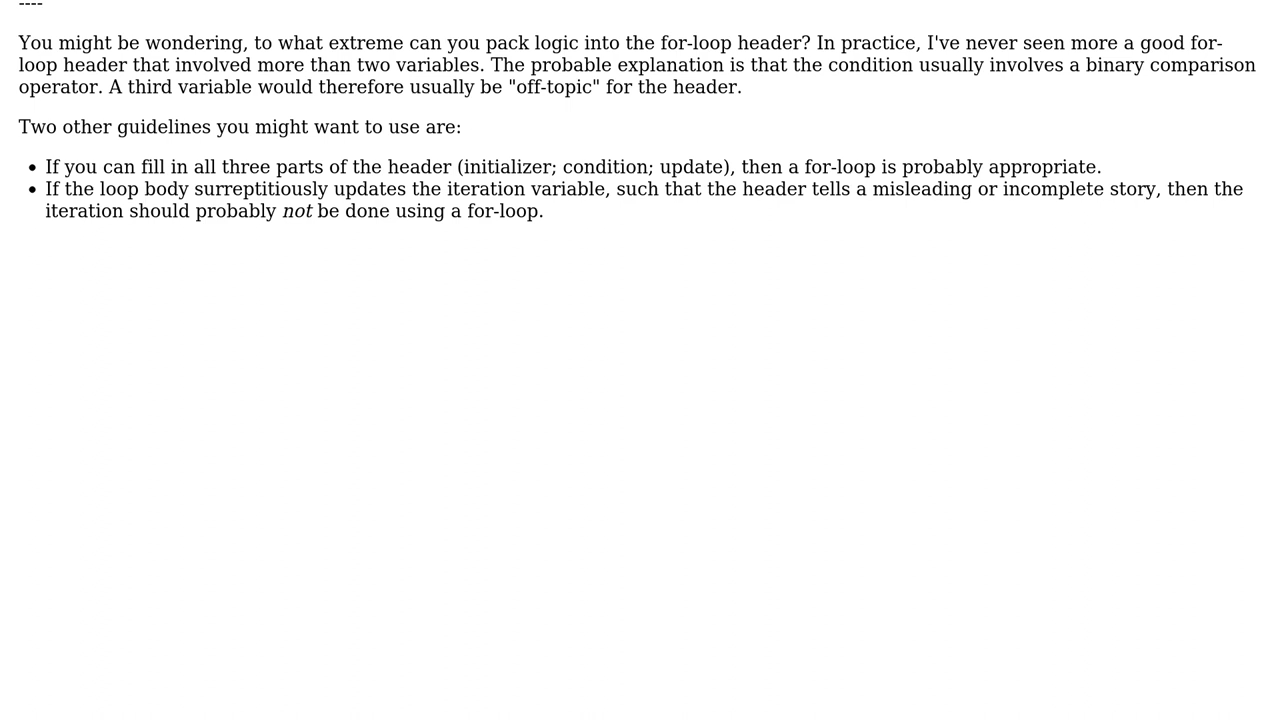 ----
You might be wondering, to what extreme can you pack logic into the for-loop header? In practice, I've never seen more a good for-
loop header that involved more than two variables. The probable explanation is that the condition usually involves a binary comparison
operator. A third variable would therefore usually be "off-topic" for the header.
Two other guidelines you might want to use are:
• If you can fill in all three parts of the header (initializer; condition; update), then a for-loop is probably appropriate.
• If the loop body surreptitiously updates the iteration variable, such that the header tells a misleading or incomplete story, then the
iteration should probably not be done using a for-loop.